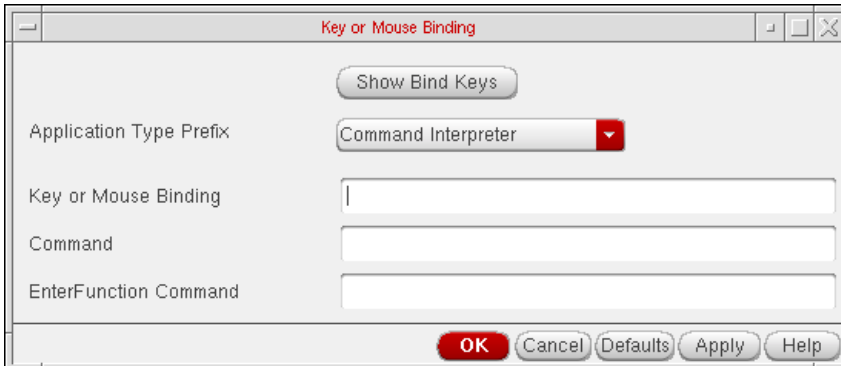 Key or Mouse Binding
Show Bind Keys
Application Type Prefix Command Interpreter
Key or Mouse Binding
Command
EnterFunction Command
OK Cancel Defaults Apply Help